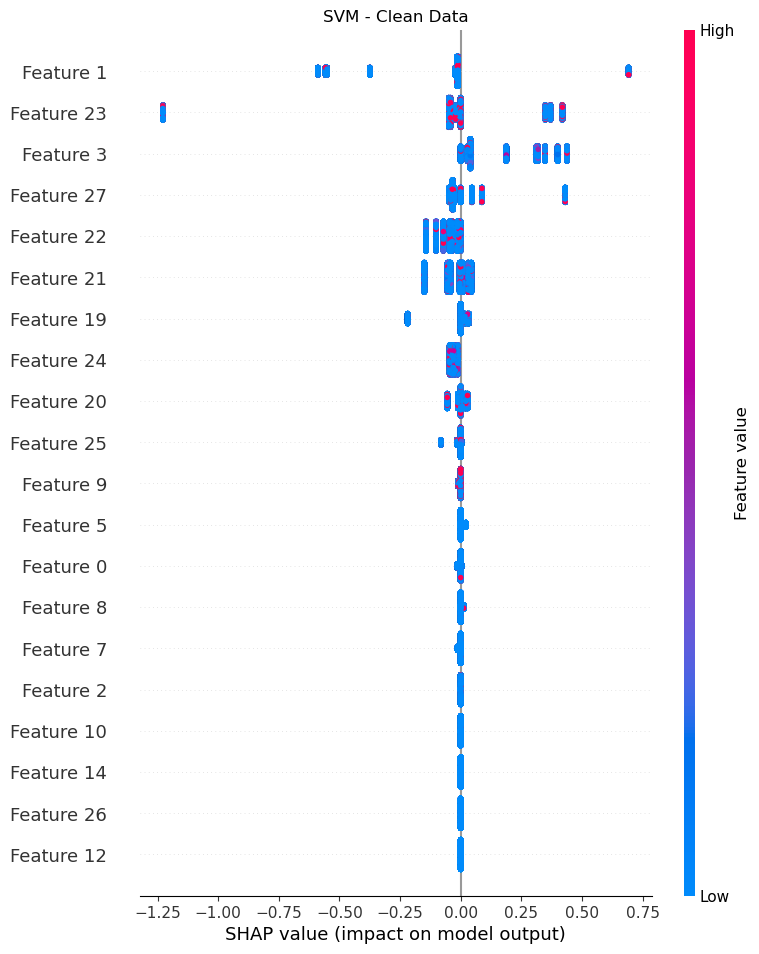 SVM - Clean Data
High
Feature 1
Feature 23
Feature 3
Feature 27
Feature 22
Feature 21
Feature 19
Feature 24
Feature 20
Feature 25
Feature 9
Feature 5
Feature 0
Feature 8
Feature 7
Feature 2
Feature 10
Feature 14
Feature 26
Feature 12
Feature value
Low
−1.25 −1.00 −0.75 −0.50 −0.25 0.00 0.25 0.50 0.75
SHAP value (impact on model output)